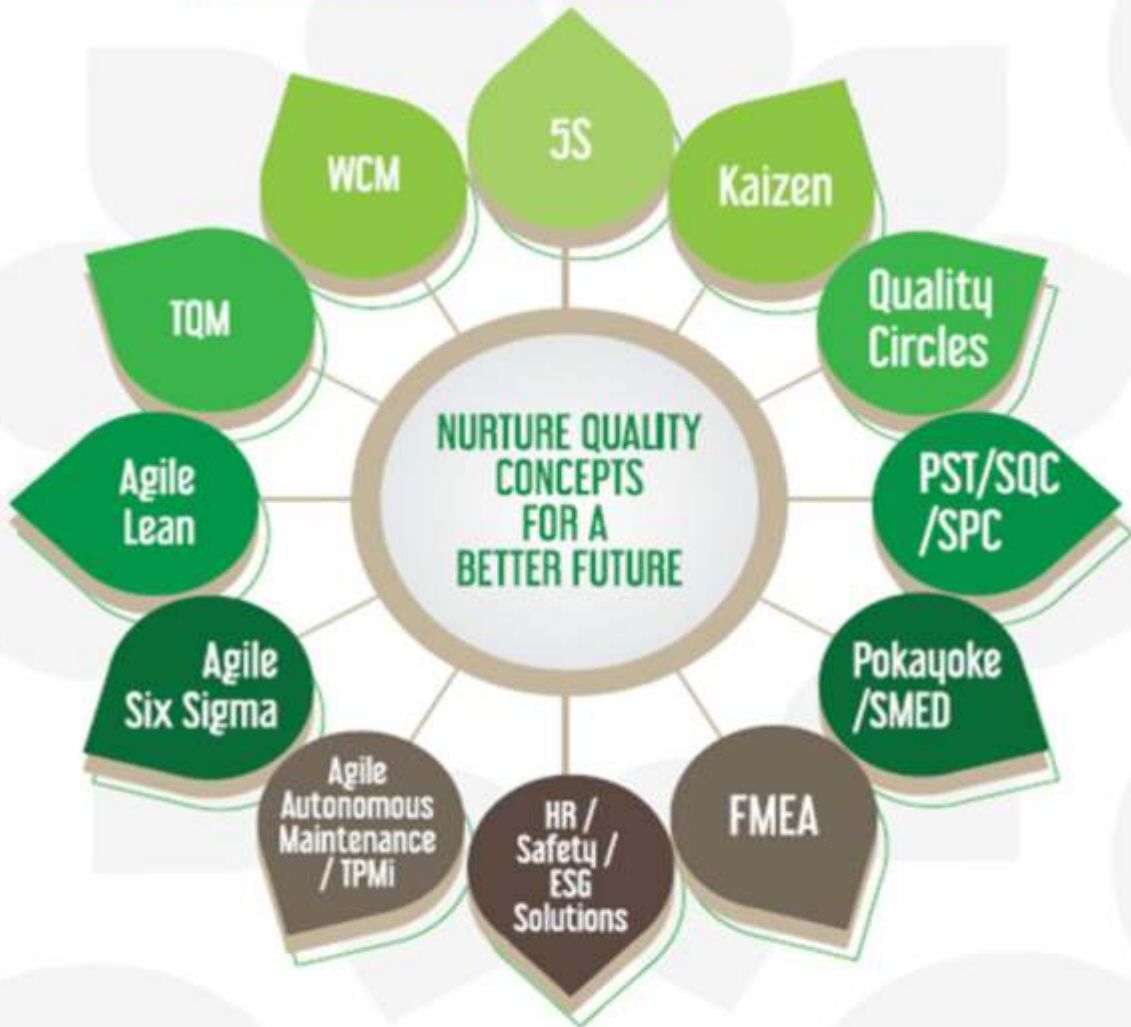 5S
Kaizen
Quality
Circles
PST/SQC
/SPC
Pokayoke
/SMED
FMEA
HR /
Safety /
ESG
Solutions
Agile
Autonomous
Maintenance
/ TPMi
Agile
Six Sigma
Agile
Lean
TQM
WCM
NURTURE QUALITY
CONCEPTS
FOR A
BETTER FUTURE